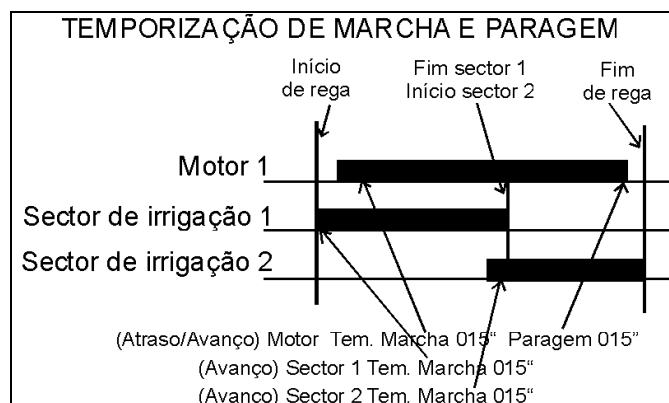 TEMPORIZAÇÃO DE MARCHA E PARAGEM
Início
de rega
Fim sector 1
Início sector 2
Fim
de rega
Motor 1
Sector de irrigação 1
Sector de irrigação 2
(Atraso/Avanço) Motor Tem. Marcha 015“ Paragem 015”
(Avanço) Sector 1 Tem. Marcha 015“
(Avanço) Sector 2 Tem. Marcha 015“